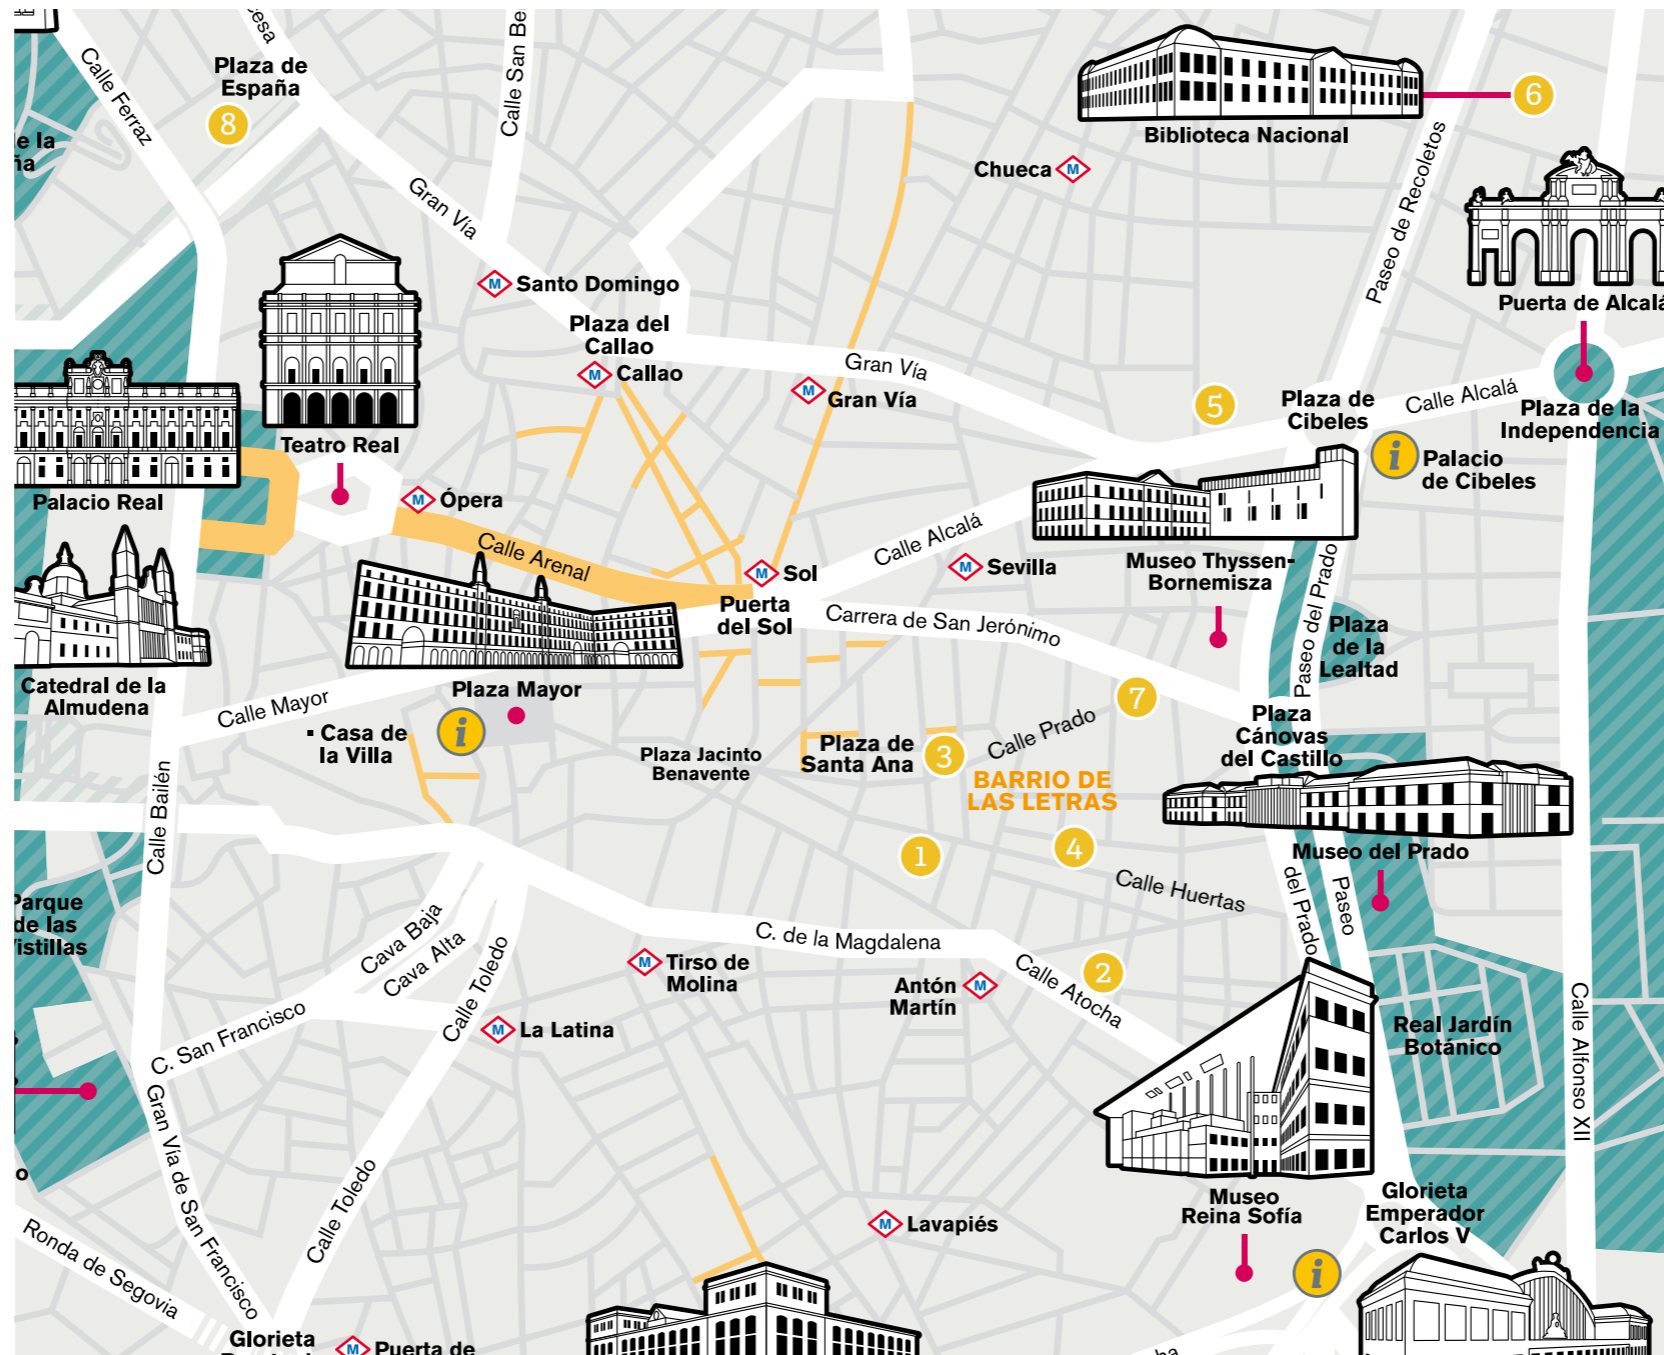 Plaza de
España
8
Calle Ferraz
Calle San Be
6
Biblioteca Nacional
Chueca
M
Paseo de Recoletos
Gran Vía
Puerta de Alcalá
M
Santo Domingo
Plaza del
Callao
M
Callao
Gran Vía
M
Gran Vía
5
Plaza de
Cibeles
Calle Alcalá
Plaza de la
Independencia
i
Palacio
de Cibeles
Teatro Real
Palacio Real
M
Ópera
Calle Arenal
Calle Alcalá
M
Sol
M
Sevilla
Museo Thyssen-
Bornemisza
Paseo del Prado
Puerta
del Sol
Carrera de San Jerónimo
Plaza
de la
Lealtad
Catedral de la
Almudena
Calle Mayor
Plaza Mayor
i
Casa de
la Villa
7
Plaza
Cánovas
del Castillo
Calle Prado
Plaza Jacinto
Benavente
Plaza de
Santa Ana
3
BARRIO DE
LAS LETRAS
Calle Bailén
1
4
Museo del Prado
Calle Huertas
del Prado
Paseo
Parque
de las
Vistillas
Cava Baja
Cava Alta
Calle Toledo
C. de la Magdalena
M
Tirso de
Molina
Antón
Martín
M
Calle Atocha
2
M
La Latina
C. San Francisco
Real Jardín
Botánico
Calle Alfonso XII
Gran Vía de San Francisco
Calle Toledo
Ronda de Segovia
M
Lavapiés
Museo
Reina Sofía
Glorieta
Emperador
Carlos V
i
Glorieta
M
Puerta de